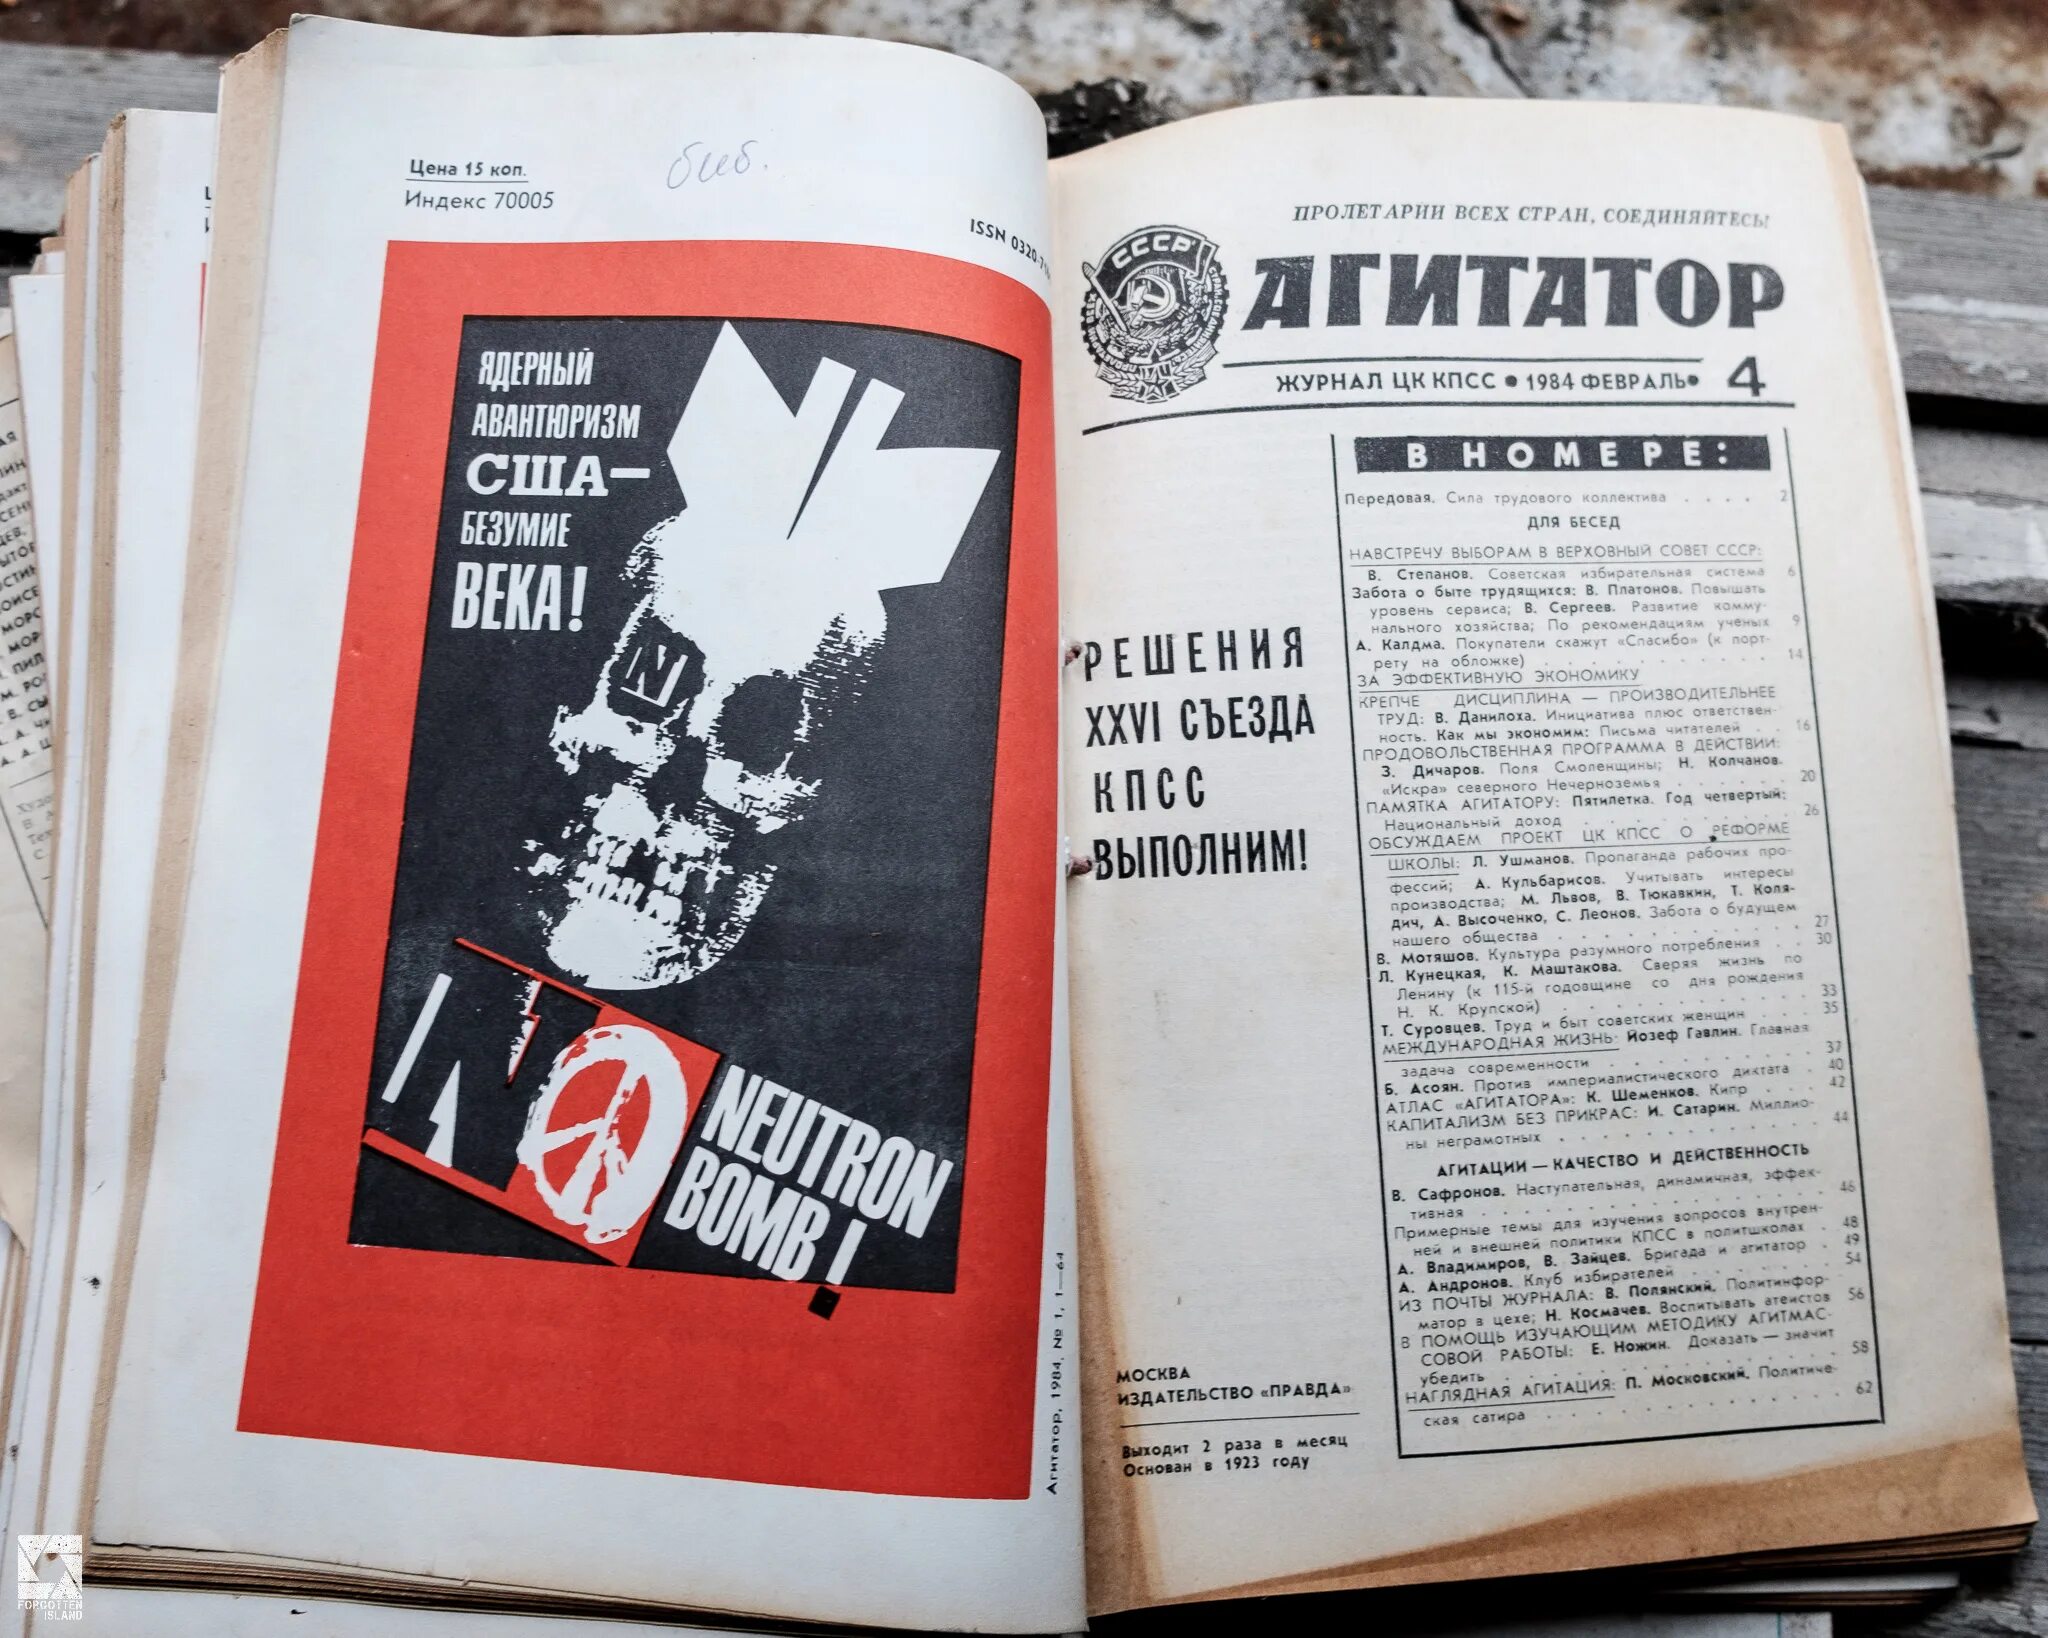 Цена 15 коп.
Индекс 70005
биб.
ISSN 0320-71
ЯДЕРНЫЙ
АВАНТЮРИЗМ
США—
БЕЗУМИЕ
ВЕКА!
N
NO
NEUTRON
BOMB!
Агитатор, 1984, № 1, 1—64
ПРОЛЕТАРИИ ВСЕХ СТРАН, СОЕДИНЯЙТЕСЬ!
СССР
АГИТАТОР
ЖУРНАЛ ЦК КПСС • 1984 ФЕВРАЛЬ • 4
РЕШЕНИЯ
XXVI СЪЕЗДА
КПСС
ВЫПОЛНИМ!
МОСКВА
ИЗДАТЕЛЬСТВО «ПРАВДА»
Выходит 2 раза в месяц
Основан в 1923 году
В НОМЕРЕ:
Передовая. Сила трудового коллектива . . . . 2
ДЛЯ БЕСЕД
НАВСТРЕЧУ ВЫБОРАМ В ВЕРХОВНЫЙ СОВЕТ СССР:
В. Степанов. Советская избирательная система 6
Забота о быте трудящихся: В. Платонов. Повышать
уровень сервиса; В. Сергеев. Развитие комму-
нального хозяйства; По рекомендациям ученых 9
А. Калдма. Покупатели скажут «Спасибо» (к порт-
рету на обложке) . . . . . . . . . . . 14
ЗА ЭФФЕКТИВНУЮ ЭКОНОМИКУ
КРЕПЧЕ ДИСЦИПЛИНА — ПРОИЗВОДИТЕЛЬНЕЕ
ТРУД: В. Данилоха. Инициатива плюс ответствен-
ность. Как мы экономим: Письма читателей . . 16
ПРОДОВОЛЬСТВЕННАЯ ПРОГРАММА В ДЕЙСТВИИ:
З. Дичаров. Поля Смоленщины; Н. Колчанов.
«Искра» северного Нечерноземья . . . . . . 20
ПАМЯТКА АГИТАТОРУ: Пятилетка. Год четвертый:
Национальный доход . . . . . . . . . . 26
ОБСУЖДАЕМ ПРОЕКТ ЦК КПСС О РЕФОРМЕ
ШКОЛЫ: Л. Ушманов. Пропаганда рабочих про-
фессий; А. Кульбарисов. Учитывать интересы
производства; М. Львов, В. Тюкавкин, Т. Коля-
дич, А. Высоченко, С. Леонов. Забота о будущем
нашего общества . . . . . . . . . . . 27
В. Мотяшов. Культура разумного потребления . . 30
Л. Кунецкая, К. Маштакова. Сверяя жизнь по
Ленину (к 115-й годовщине со дня рождения
Н. К. Крупской) . . . . . . . . . . . 33
Т. Суровцев. Труд и быт советских женщин . . . 35
МЕЖДУНАРОДНАЯ ЖИЗНЬ: Йозеф Гавлин. Главная
задача современности . . . . . . . . . 37
Б. Асоян. Против империалистического диктата . 40
АТЛАС «АГИТАТОРА»: К. Шеменков. Кипр . . . 42
КАПИТАЛИЗМ БЕЗ ПРИКРАС: И. Сатарин. Миллио-
ны неграмотных . . . . . . . . . . . 44
АГИТАЦИИ — КАЧЕСТВО И ДЕЙСТВЕННОСТЬ
В. Сафронов. Наступательная, динамичная, эффек-
тивная . . . . . . . . . . . . . . 46
Примерные темы для изучения вопросов внутрен-
ней и внешней политики КПСС в политшколах . 48
А. Владимиров, В. Зайцев. Бригада и агитатор . 49
А. Андронов. Клуб избирателей . . . . . . . 54
ИЗ ПОЧТЫ ЖУРНАЛА: В. Полянский. Политинфор-
матор в цехе; Н. Космачев. Воспитывать атеистов 56
В ПОМОЩЬ ИЗУЧАЮЩИМ МЕТОДИКУ АГИТМАС-
СОВОЙ РАБОТЫ: Е. Ножин. Доказать — значит
убедить . . . . . . . . . . . . . . 58
НАГЛЯДНАЯ АГИТАЦИЯ: П. Московский. Политиче-
ская сатира . . . . . . . . . . . . 62
FORGOTTEN
ISLAND